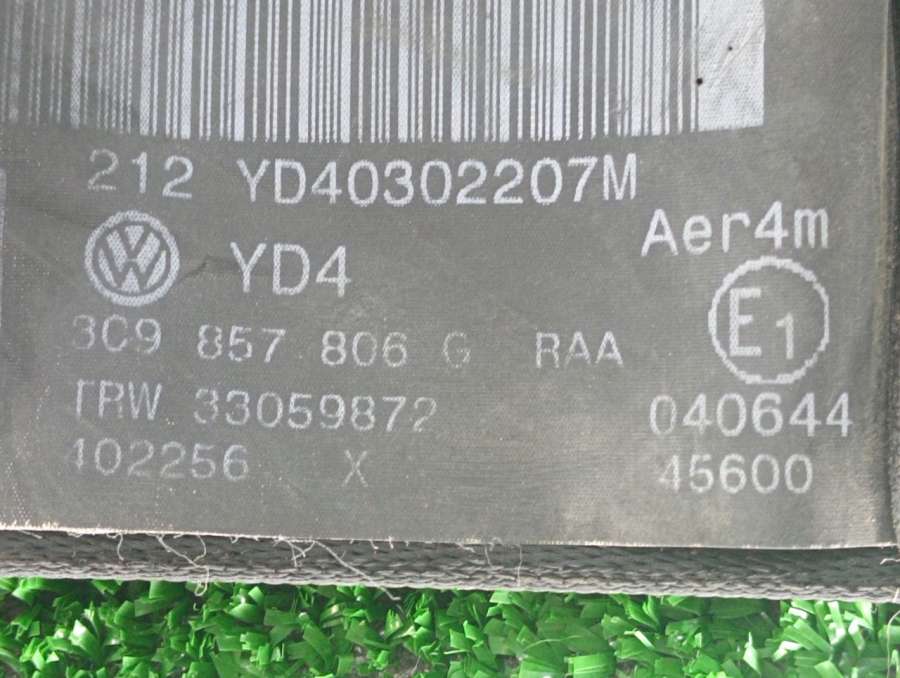 212 YD40302207M
Aer4m
YD4
E1
3C9 857 806 G RAA
TRW 33059872
040644
402256 X
45600